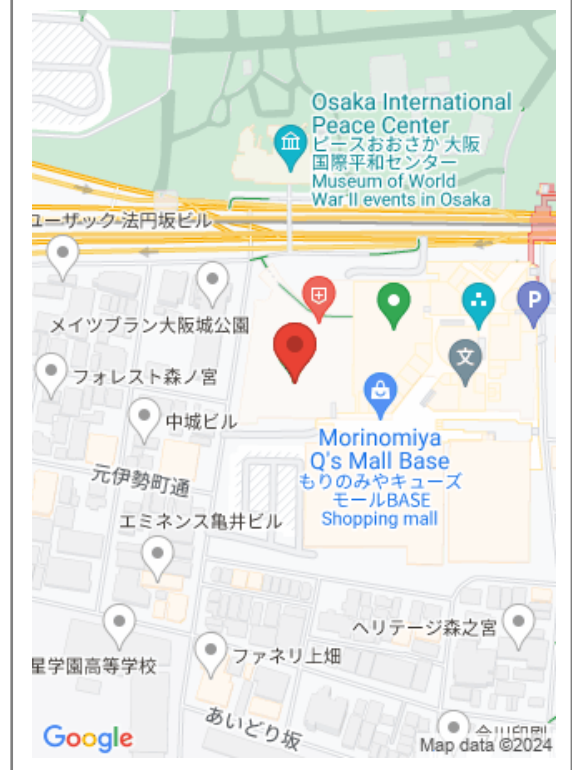 Osaka International
Peace Center
ピースおおさか 大阪
国際平和センター
Museum of World
War II events in Osaka
ユーザック 法円坂ビル
メイツブラン大阪城公園
P
文
フォレスト森ノ宮
中城ビル
Morinomiya
Q's Mall Base
もりのみやキューズ
モールBASE
Shopping mall
元伊勢町通
エミネンス亀井ビル
ヘリテージ森之宮
ファネリ上畑
星学園高等学校
あいどり坂
Google
Map data ©2024